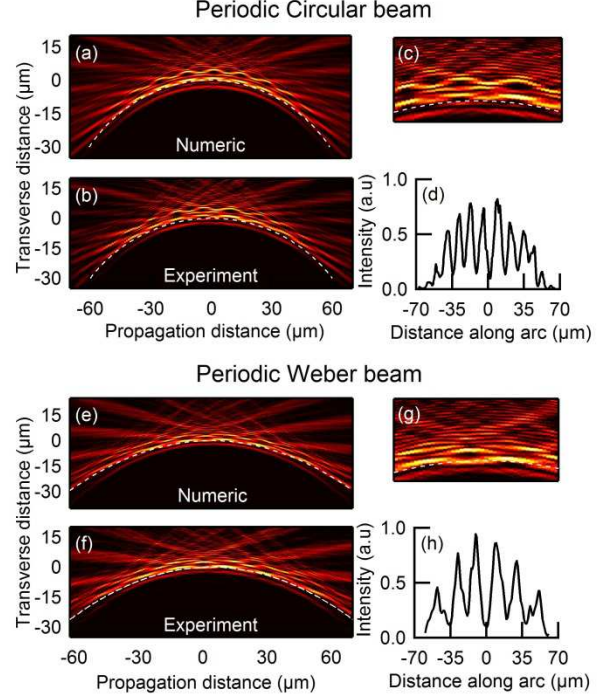 Periodic Circular beam
Transverse distance (μm)
15
0
-15
-30
15
0
-15
-30
(a)
Numeric
(b)
Experiment
-60 -30 0 30 60
Propagation distance (μm)
(c)
Intensity (a.u)
1.0
0.5
0.0
(d)
-70 -35 0 35 70
Distance along arc (μm)
Periodic Weber beam
Transverse distance (μm)
15
0
-15
-30
15
0
-15
-30
(e)
Numeric
(f)
Experiment
-60 -30 0 30 60
Propagation distance (μm)
(g)
Intensity (a.u)
1.0
0.5
0.0
(h)
-70 -35 0 35 70
Distance along arc (μm)